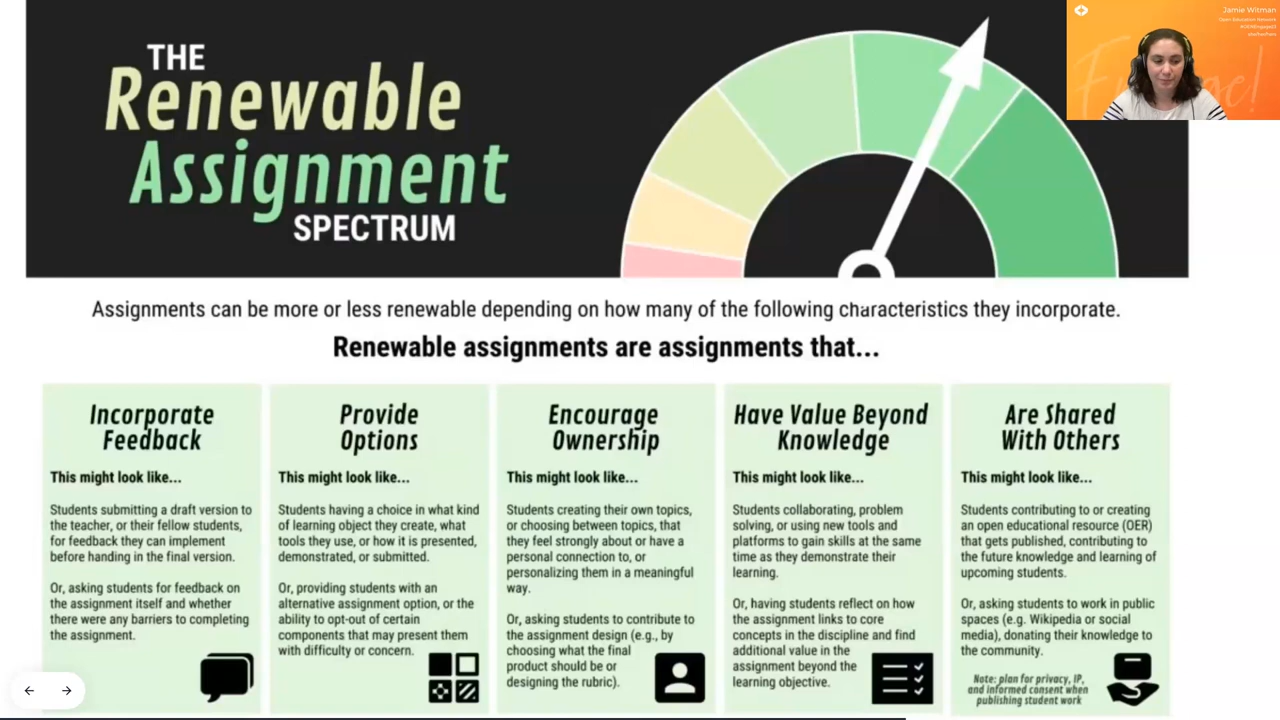 THE
Renewable
Assignment
SPECTRUM
Jamie Witman
Assignments can be more or less renewable depending on how many of the following characteristics they incorporate.
Renewable assignments are assignments that...
Incorporate
Feedback
This might look like...
Students submitting a draft version to
the teacher, or their fellow students,
for feedback they can implement
before handing in the final version.
Or, asking students for feedback on
the assignment itself and whether
there were any barriers to completing
the assignment.
Provide
Options
This might look like...
Students having a choice in what kind
of learning object they create, what
tools they use, or how it is presented,
demonstrated, or submitted.
Or, providing students with an
alternative assignment option, or the
ability to opt-out of certain
components that may present them
with difficulty or concern.
Encourage
Ownership
This might look like...
Students creating their own topics,
or choosing between topics, that
they feel strongly about or have a
personal connection to, or
personalizing them in a meaningful
way.
Or, asking students to contribute to
the assignment design (e.g., by
choosing what the final
product should be or
designing the rubric).
Have Value Beyond
Knowledge
This might look like...
Students collaborating, problem
solving, or using new tools and
platforms to gain skills at the same
time as they demonstrate their
learning.
Or, having students reflect on how
the assignment links to core
concepts in the discipline and find
additional value in the
assignment beyond the
learning objective.
Are Shared
With Others
This might look like...
Students contributing to or creating
an open educational resource (OER)
that gets published, contributing to
the future knowledge and learning of
upcoming students.
Or, asking students to work in public
spaces (e.g. Wikipedia or social
media), donating their knowledge to
the community.
Note: plan for privacy, IP,
and informed consent when
publishing student work